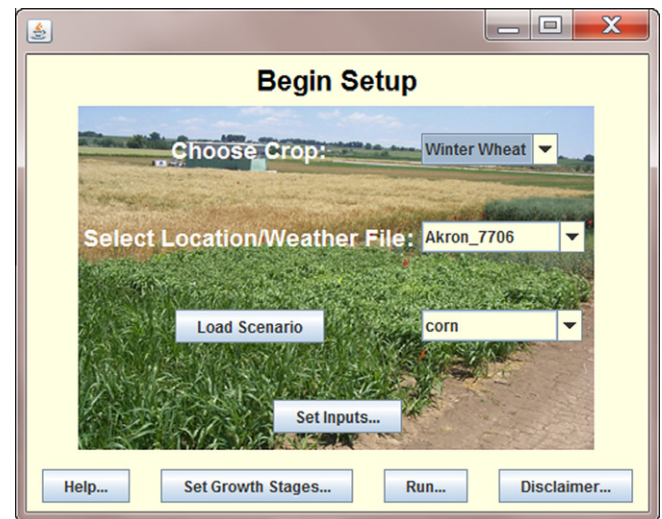 Begin Setup
Choose Crop: Winter Wheat
Select Location/Weather File: Akron_7706
Load Scenario corn
Set Inputs...
Help... Set Growth Stages... Run... Disclaimer...